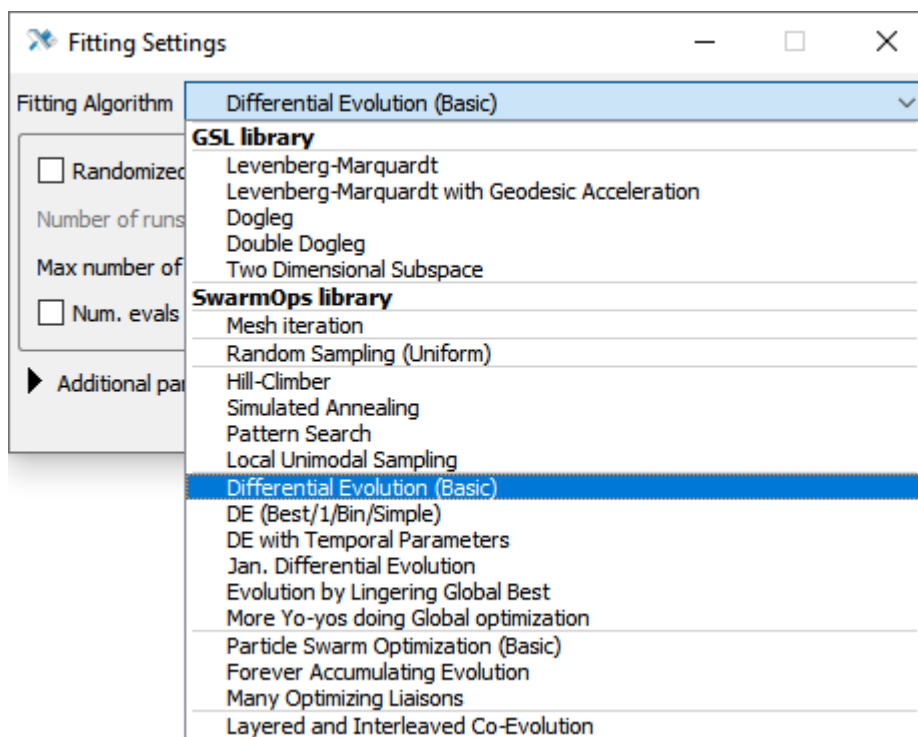 Fitting Settings
Fitting Algorithm
Differential Evolution (Basic)
GSL library
Randomized
Levenberg-Marquardt
Levenberg-Marquardt with Geodesic Acceleration
Number of runs
Dogleg
Double Dogleg
Max number of
Two Dimensional Subspace
SwarmOps library
Num. evals
Mesh iteration
Random Sampling (Uniform)
Additional par
Hill-Climber
Simulated Annealing
Pattern Search
Local Unimodal Sampling
Differential Evolution (Basic)
DE (Best/1/Bin/Simple)
DE with Temporal Parameters
Jan. Differential Evolution
Evolution by Lingering Global Best
More Yo-yos doing Global optimization
Particle Swarm Optimization (Basic)
Forever Accumulating Evolution
Many Optimizing Liaisons
Layered and Interleaved Co-Evolution